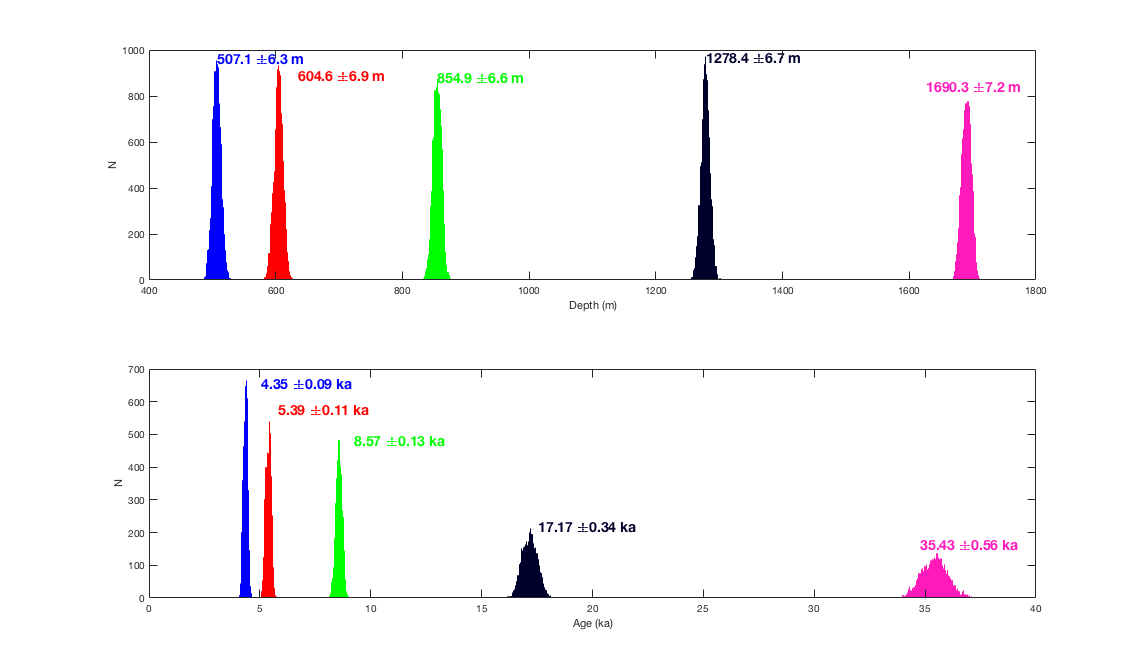 1000
800
600
400
200
0
N
507.1 ±6.3 m
604.6 ±6.9 m
854.9 ±6.6 m
1278.4 ±6.7 m
1690.3 ±7.2 m
400 600 800 1000 1200 1400 1600 1800
Depth (m)
700
600
500
400
300
200
100
0
N
4.35 ±0.09 ka
5.39 ±0.11 ka
8.57 ±0.13 ka
17.17 ±0.34 ka
35.43 ±0.56 ka
0 5 10 15 20 25 30 35 40
Age (ka)